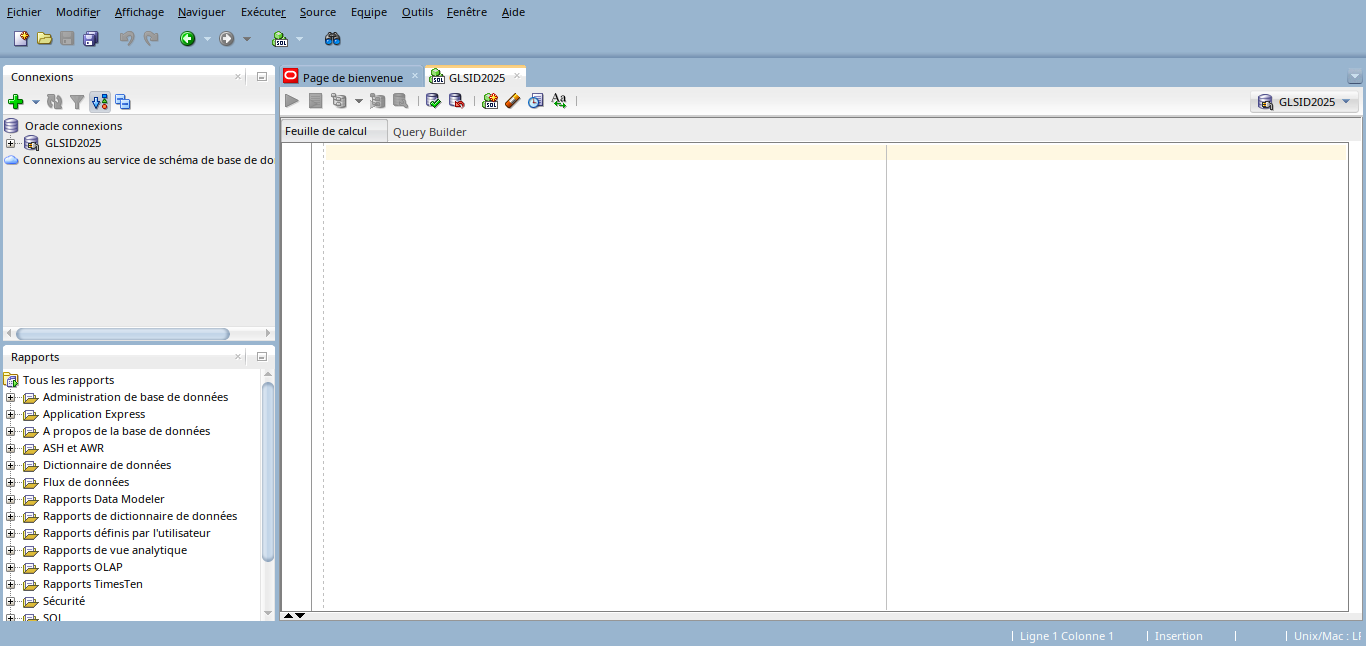 Fichier Modifier Affichage Naviguer Exécuter Source Equipe Outils Fenêtre Aide
SQL
Connexions
Page de bienvenue
GLSID2025
GLSID2025
Oracle connexions
GLSID2025
Connexions au service de schéma de base de do
Feuille de calcul
Query Builder
Rapports
Tous les rapports
Administration de base de données
Application Express
A propos de la base de données
ASH et AWR
Dictionnaire de données
Flux de données
Rapports Data Modeler
Rapports de dictionnaire de données
Rapports définis par l'utilisateur
Rapports de vue analytique
Rapports OLAP
Rapports TimesTen
Sécurité
SQL
Ligne 1 Colonne 1
Insertion
Unix/Mac : LF